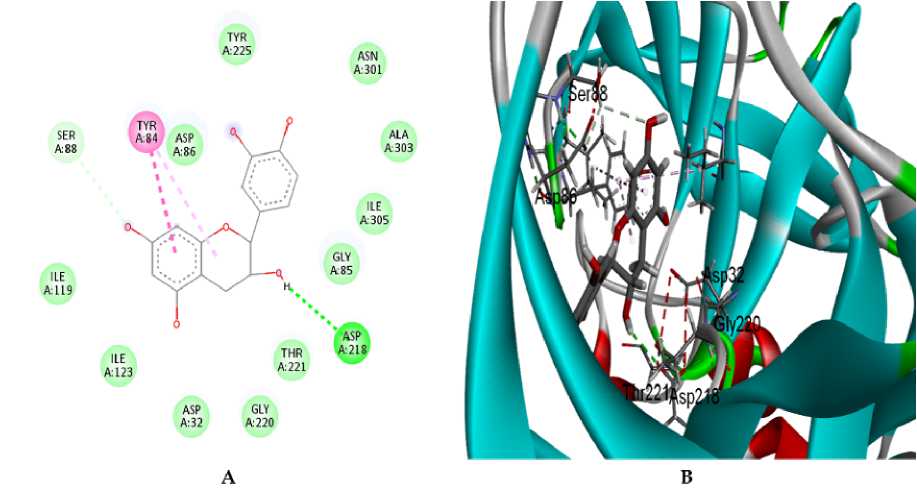 TYR
A:225
ASN
A:301
SER
A:88
TYR
A:84
ASP
A:86
ALA
A:303
ILE
A:305
GLY
A:85
ILE
A:119
H
ASP
A:218
THR
A:221
ILE
A:123
ASP
A:32
GLY
A:220
A
Ser88
Asp86
Asp32
Gly220
Thr221 Asp218
B